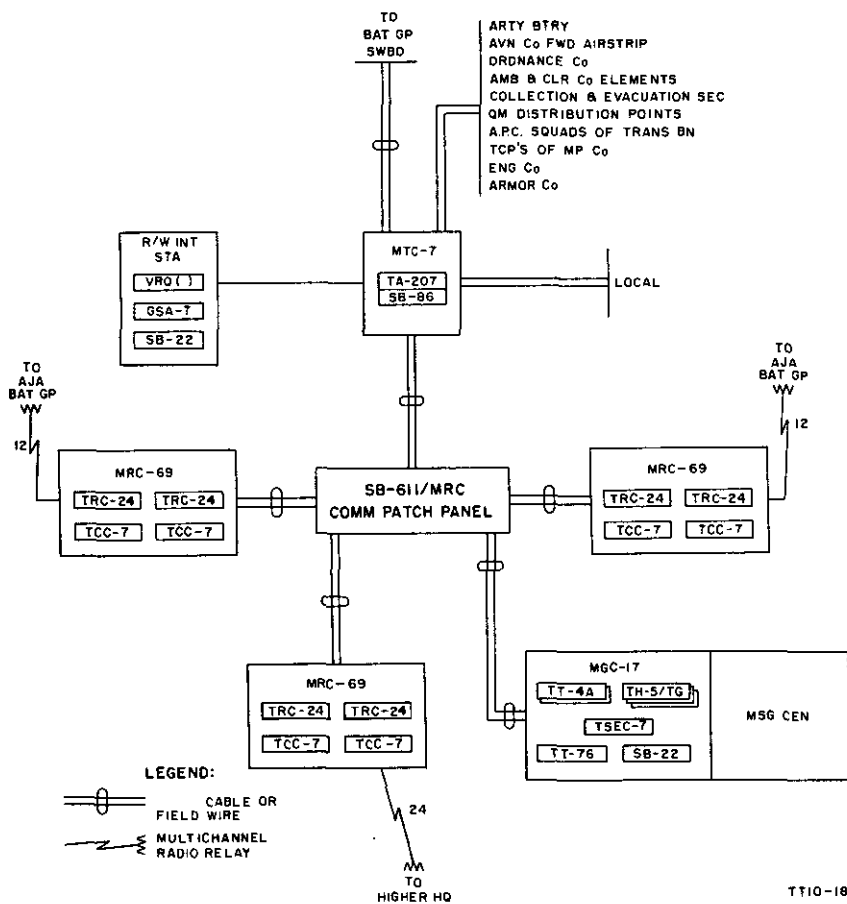 TO
BAT GP
SWBD
ARTY BTRY
AVN Co FWD AIRSTRIP
ORDNANCE Co
AMB & CLR Co ELEMENTS
COLLECTION & EVACUATION SEC
QM DISTRIBUTION POINTS
A.P.C. SQUADS OF TRANS BN
TCP'S OF MP Co
ENG Co
ARMOR Co
R/W INT
STA
VRQ( )
GSA-7
SB-22
MTC-7
TA-207
SB-86
LOCAL
TO
AJA
BAT GP
12
MRC-69
TRC-24 TRC-24
TCC-7 TCC-7
SB-611/MRC
COMM PATCH PANEL
TO
AJA
BAT GP
12
MRC-69
TRC-24 TRC-24
TCC-7 TCC-7
MRC-69
TRC-24 TRC-24
TCC-7 TCC-7
24
TO
HIGHER HQ
MGC-17
TT-4A TH-5/TG
TSEC-7
TT-76 SB-22
MSG CEN
LEGEND:
CABLE OR
FIELD WIRE
MULTICHANNEL
RADIO RELAY
TT10-18